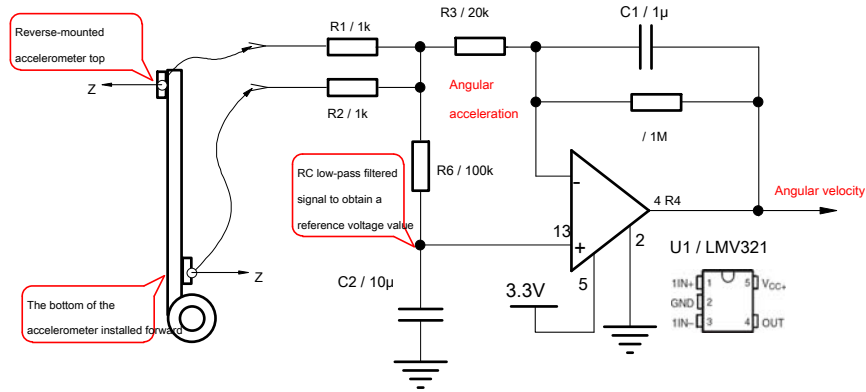 Reverse-mounted
accelerometer top
Z
R1 / 1k
R2 / 1k
R3 / 20k
C1 / 1μ
Angular
acceleration
/ 1M
R6 / 100k
RC low-pass filtered
signal to obtain a
reference voltage value
-
+
13
4 R4
2
5
Angular velocity
U1 / LMV321
1IN+ 1 5 VCC+
GND 2
1IN− 3 4 OUT
3.3V
C2 / 10μ
Z
The bottom of the
accelerometer installed forward